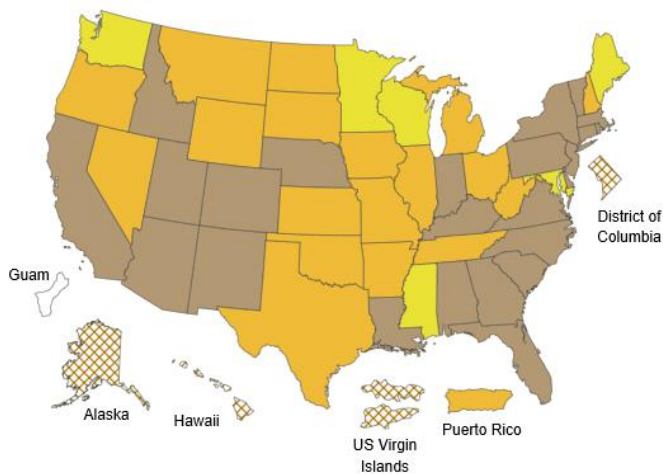 District of
Columbia
Guam
Alaska
Hawaii
US Virgin
Islands
Puerto Rico